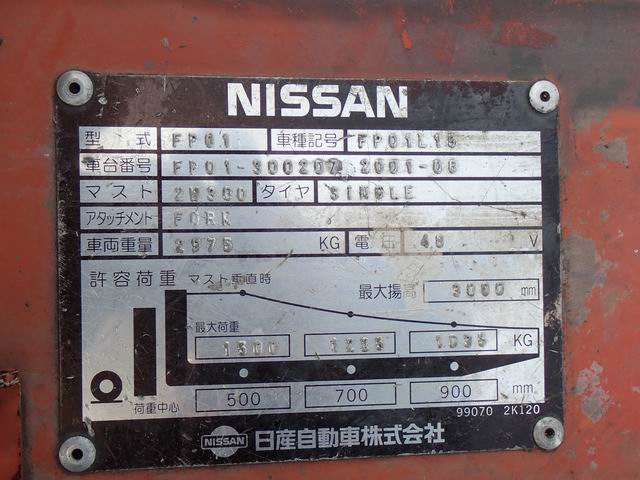 NISSAN
型式 FP01 車種記号 FP01L15
車台番号 FP01-300207 2001-08
マスト 2W300 タイヤ SINGLE
アタッチメント FORK
車両重量 2975 KG 電圧 48 V
許容荷重 マスト垂直時 最大揚高 3000 mm
最大荷重 1500 1235 1035 KG
荷重中心 500 700 900 mm
99070 2K120
NISSAN 日産自動車株式会社